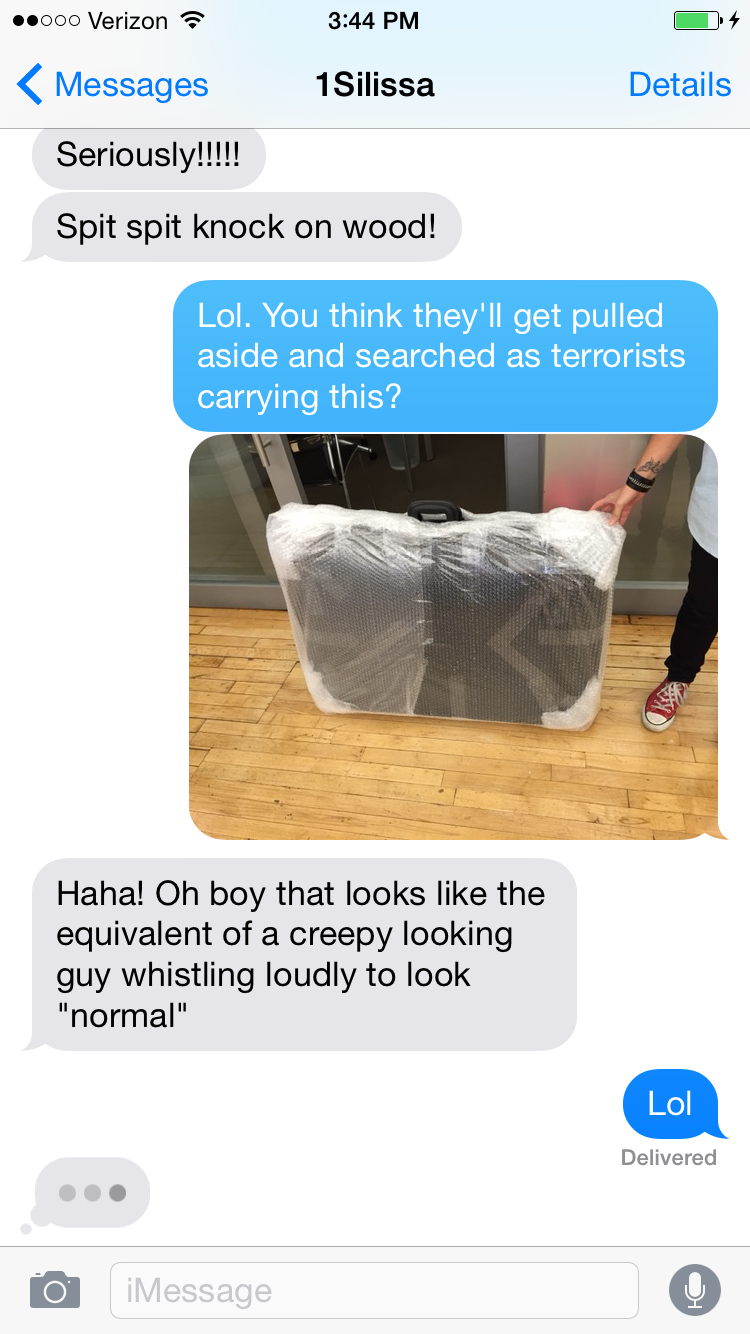 Verizon 3:44 PM
Messages 1Silissa Details
Seriously!!!!!
Spit spit knock on wood!
Lol. You think they'll get pulled
aside and searched as terrorists
carrying this?
Haha! Oh boy that looks like the
equivalent of a creepy looking
guy whistling loudly to look
"normal"
Lol
Delivered
iMessage